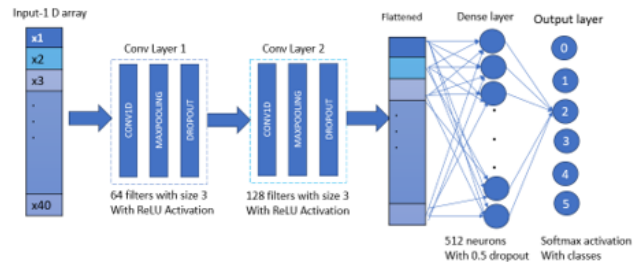 Input-1 D array
x1
x2
x3
x40
Conv Layer 1
CONV1D
MAXPOOLING
DROPOUT
64 filters with size 3
With ReLU Activation
Conv Layer 2
CONV1D
MAXPOOLING
DROPOUT
128 filters with size 3
With ReLU Activation
Flattened
Dense layer
512 neurons
With 0.5 dropout
Output layer
0
1
2
3
4
5
Softmax activation
With classes